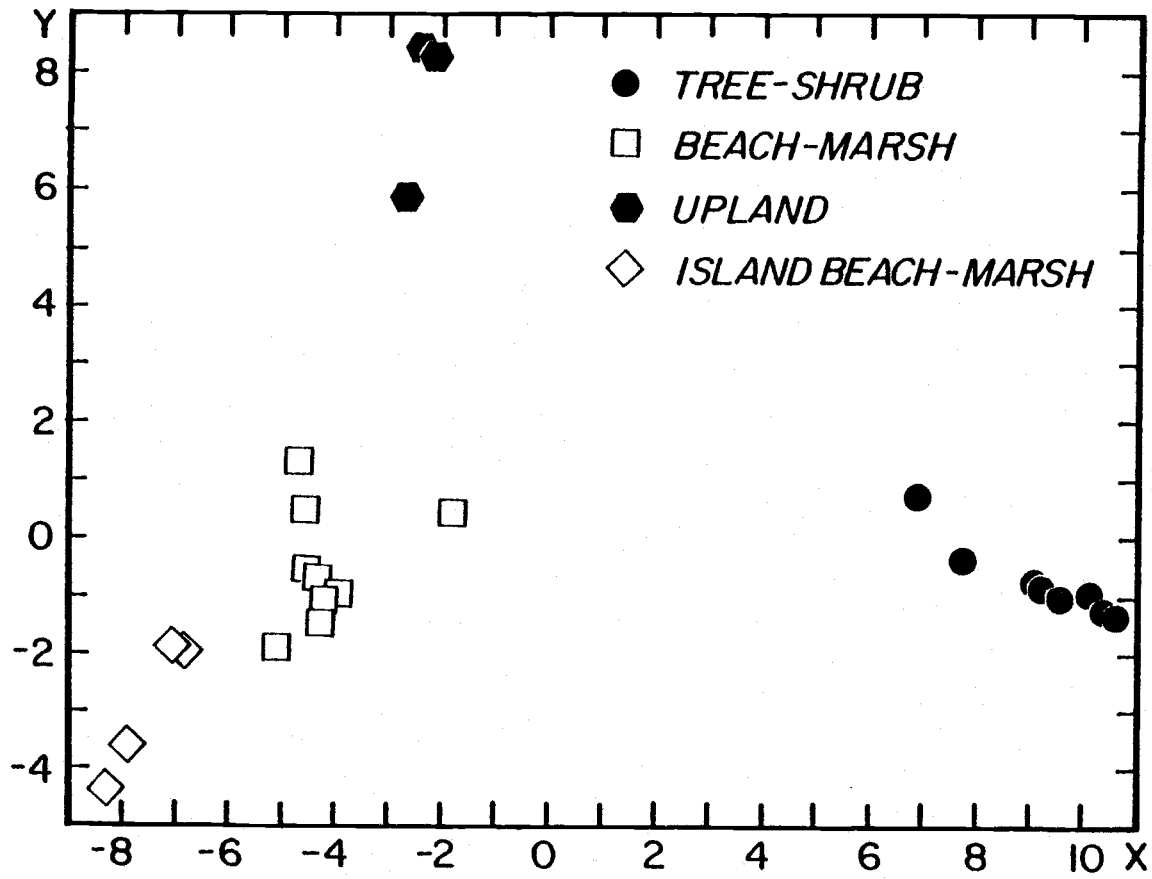 Y
8
TREE-SHRUB
BEACH-MARSH
6
UPLAND
ISLAND BEACH-MARSH
4
2
0
-2
-4
-8 -6 -4 -2 0 2 4 6 8 10 X